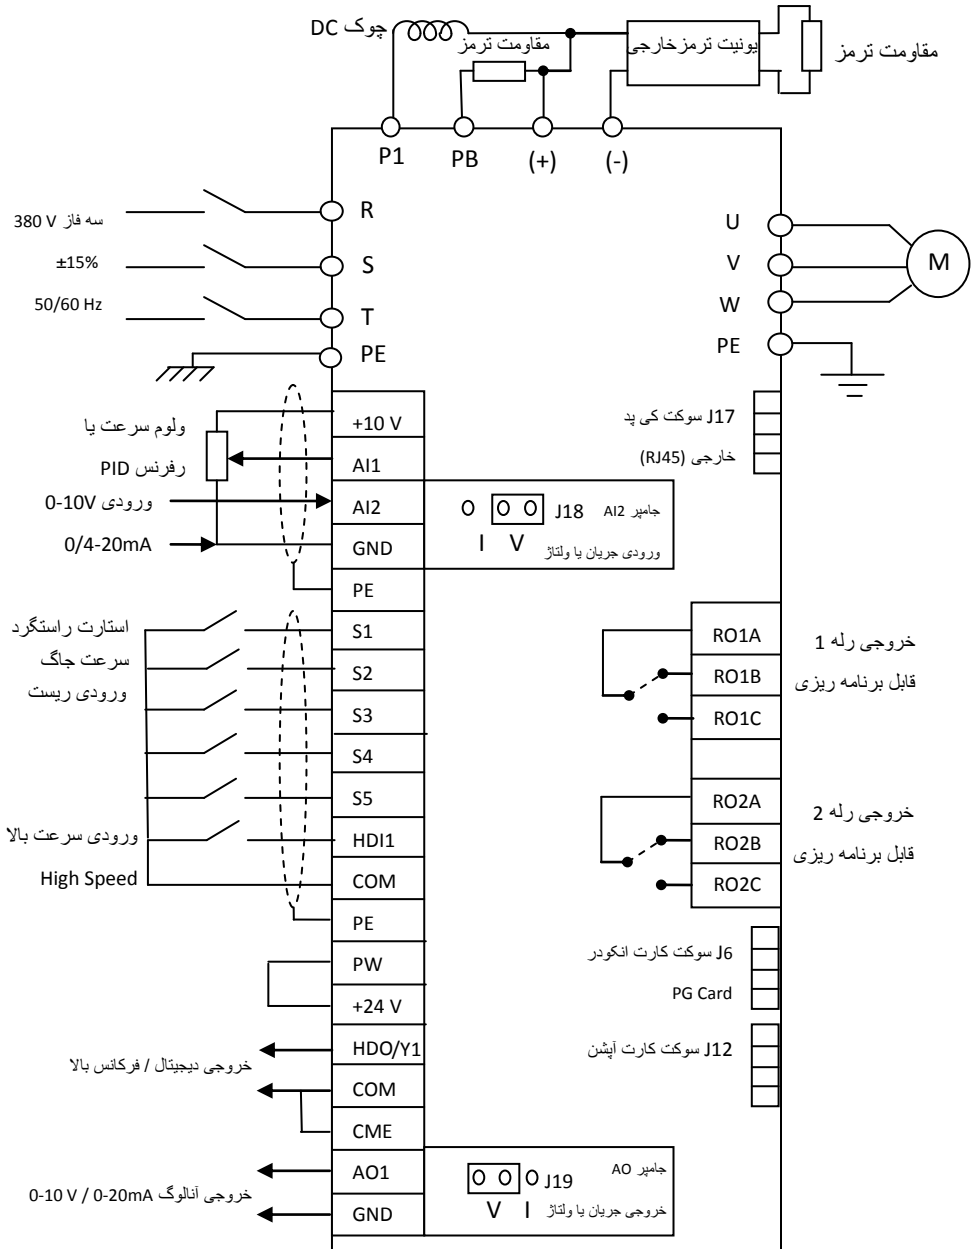 چوک DC
مقاومت ترمز
یونیت ترمزخارجی
مقاومت ترمز
P1
PB
(+)
(-)
سه فاز 380 V
±15%
50/60 Hz
R
S
T
PE
U
V
W
PE
M
ولوم سرعت یا
رفرنس PID
ورودی 0-10V
0/4-20mA
+10 V
AI1
AI2
GND
PE
جامپر AI2 J18
I V
ورودی جریان یا ولتاژ
J17 سوکت کی پد
خارجی (RJ45)
استارت راستگرد
سرعت جاگ
ورودی ریست
ورودی سرعت بالا
High Speed
S1
S2
S3
S4
S5
HDI1
COM
PE
PW
+24 V
HDO/Y1
COM
CME
AO1
GND
RO1A
RO1B
RO1C
خروجی رله 1
قابل برنامه ریزی
RO2A
RO2B
RO2C
خروجی رله 2
قابل برنامه ریزی
J6 سوکت کارت انکودر
PG Card
J12 سوکت کارت آپشن
خروجی دیجیتال / فرکانس بالا
خروجی آنالوگ 0-10 V / 0-20mA
جامپر AO J19
V I
خروجی جریان یا ولتاژ